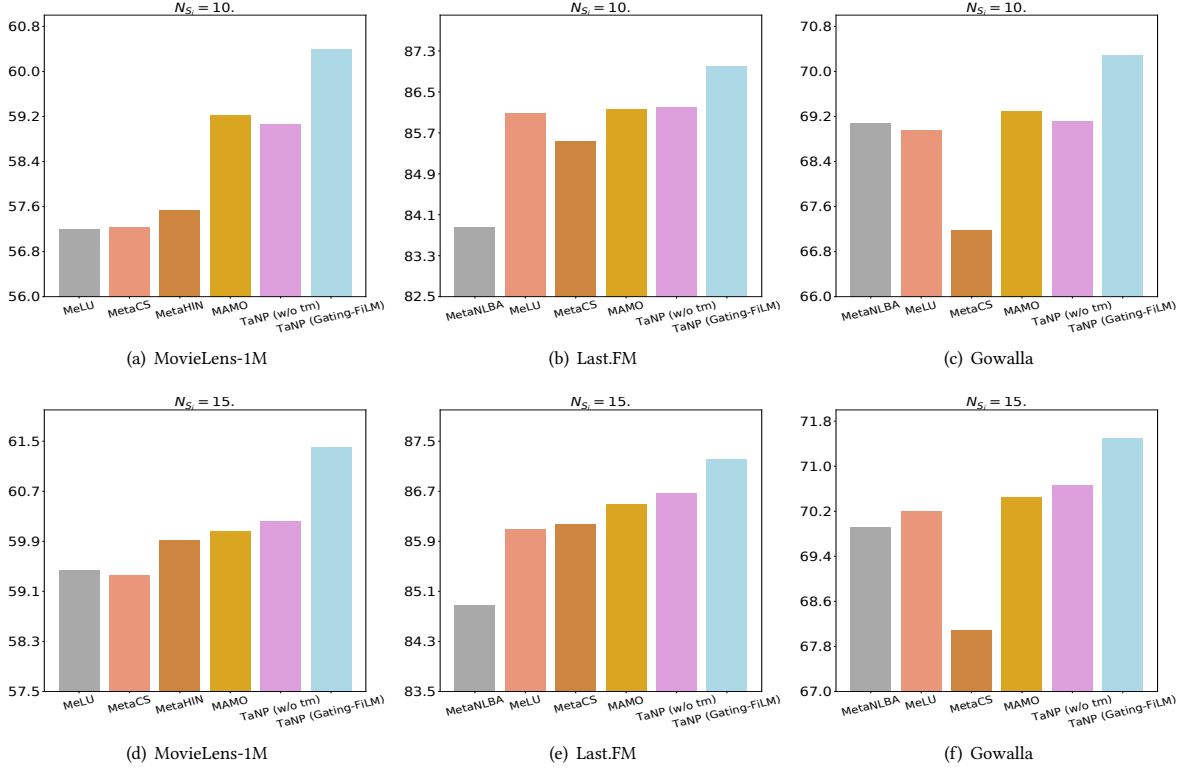 N_{S_i} = 10.
60.8
60.0
59.2
58.4
57.6
56.8
56.0
MeLU
MetaCS
MetaHIN
MAMO
TaNP (w/o tm)
TaNP (Gating-FiLM)
(a) MovieLens-1M
N_{S_i} = 10.
87.3
86.5
85.7
84.9
84.1
83.3
82.5
MetaNLBA
MeLU
MetaCS
MAMO
TaNP (w/o tm)
TaNP (Gating-FiLM)
(b) Last.FM
N_{S_i} = 10.
70.8
70.0
69.2
68.4
67.6
66.8
66.0
MetaNLBA
MeLU
MetaCS
MAMO
TaNP (w/o tm)
TaNP (Gating-FiLM)
(c) Gowalla
N_{S_i} = 15.
61.5
60.7
59.9
59.1
58.3
57.5
MeLU
MetaCS
MetaHIN
MAMO
TaNP (w/o tm)
TaNP (Gating-FiLM)
(d) MovieLens-1M
N_{S_i} = 15.
87.5
86.7
85.9
85.1
84.3
83.5
MetaNLBA
MeLU
MetaCS
MAMO
TaNP (w/o tm)
TaNP (Gating-FiLM)
(e) Last.FM
N_{S_i} = 15.
71.8
71.0
70.2
69.4
68.6
67.8
67.0
MetaNLBA
MeLU
MetaCS
MAMO
TaNP (w/o tm)
TaNP (Gating-FiLM)
(f) Gowalla